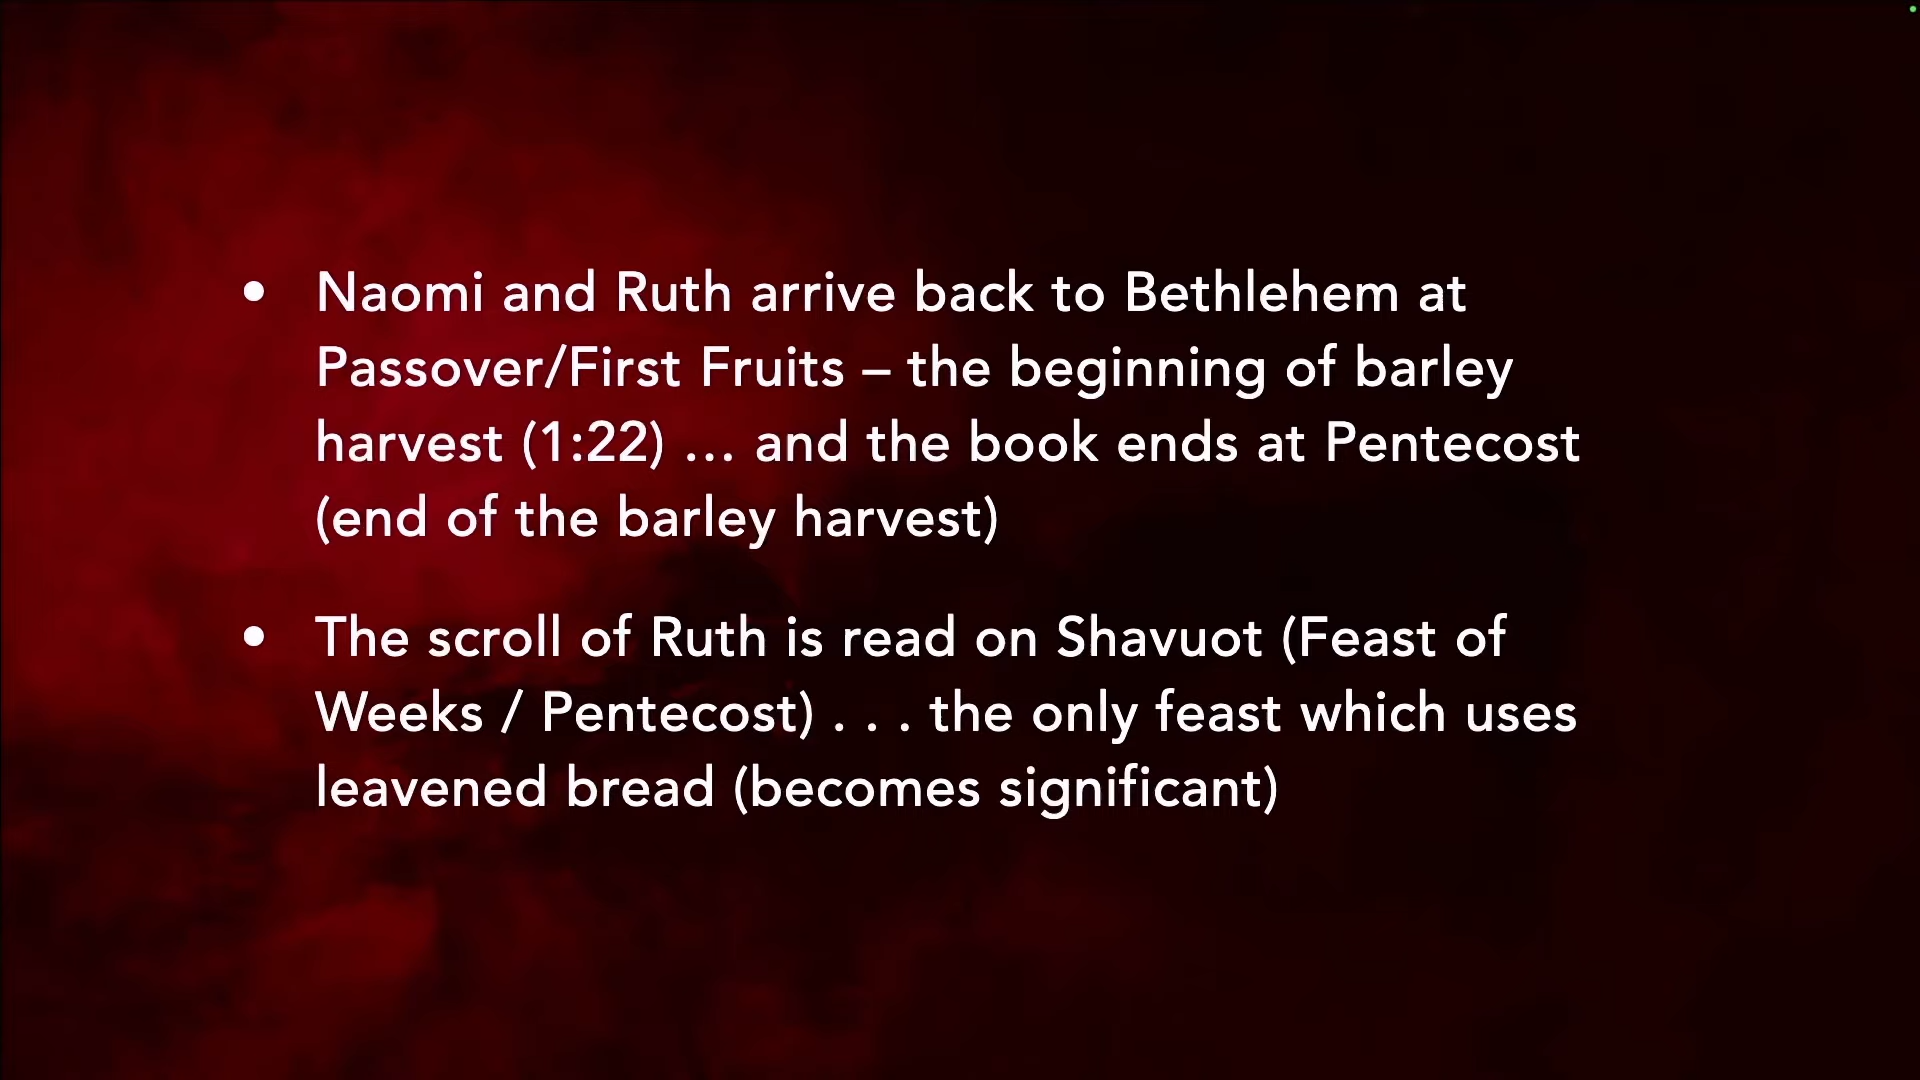 • Naomi and Ruth arrive back to Bethlehem at
Passover/First Fruits – the beginning of barley
harvest (1:22) … and the book ends at Pentecost
(end of the barley harvest)
• The scroll of Ruth is read on Shavuot (Feast of
Weeks / Pentecost) . . . the only feast which uses
leavened bread (becomes significant)